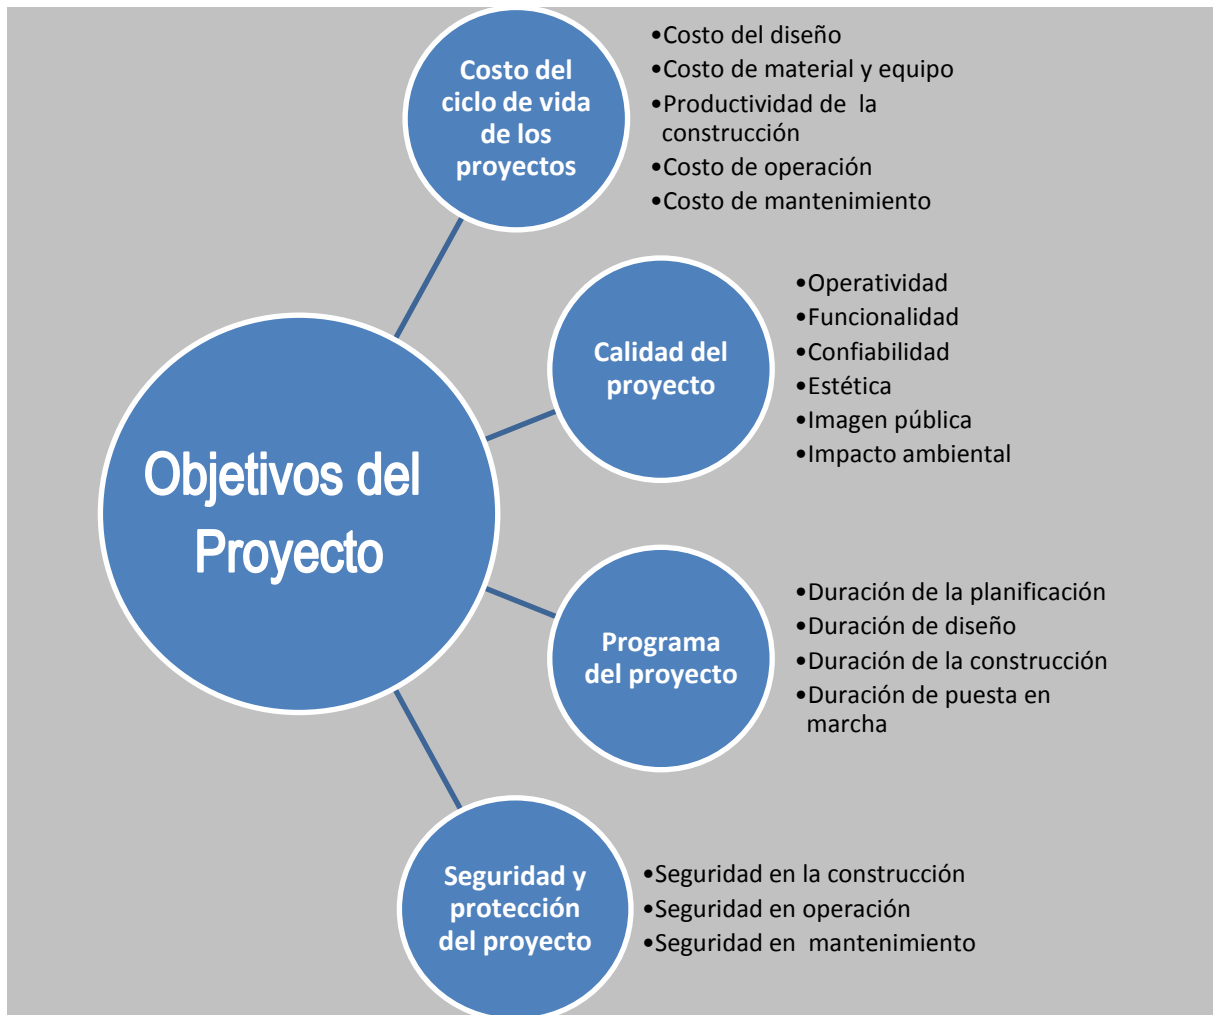 Objetivos del
Proyecto
Costo del
ciclo de vida
de los
proyectos
•Costo del diseño
•Costo de material y equipo
•Productividad de la
construcción
•Costo de operación
•Costo de mantenimiento
Calidad del
proyecto
•Operatividad
•Funcionalidad
•Confiabilidad
•Estética
•Imagen pública
•Impacto ambiental
Programa
del proyecto
•Duración de la planificación
•Duración de diseño
•Duración de la construcción
•Duración de puesta en
marcha
Seguridad y
protección
del proyecto
•Seguridad en la construcción
•Seguridad en operación
•Seguridad en mantenimiento